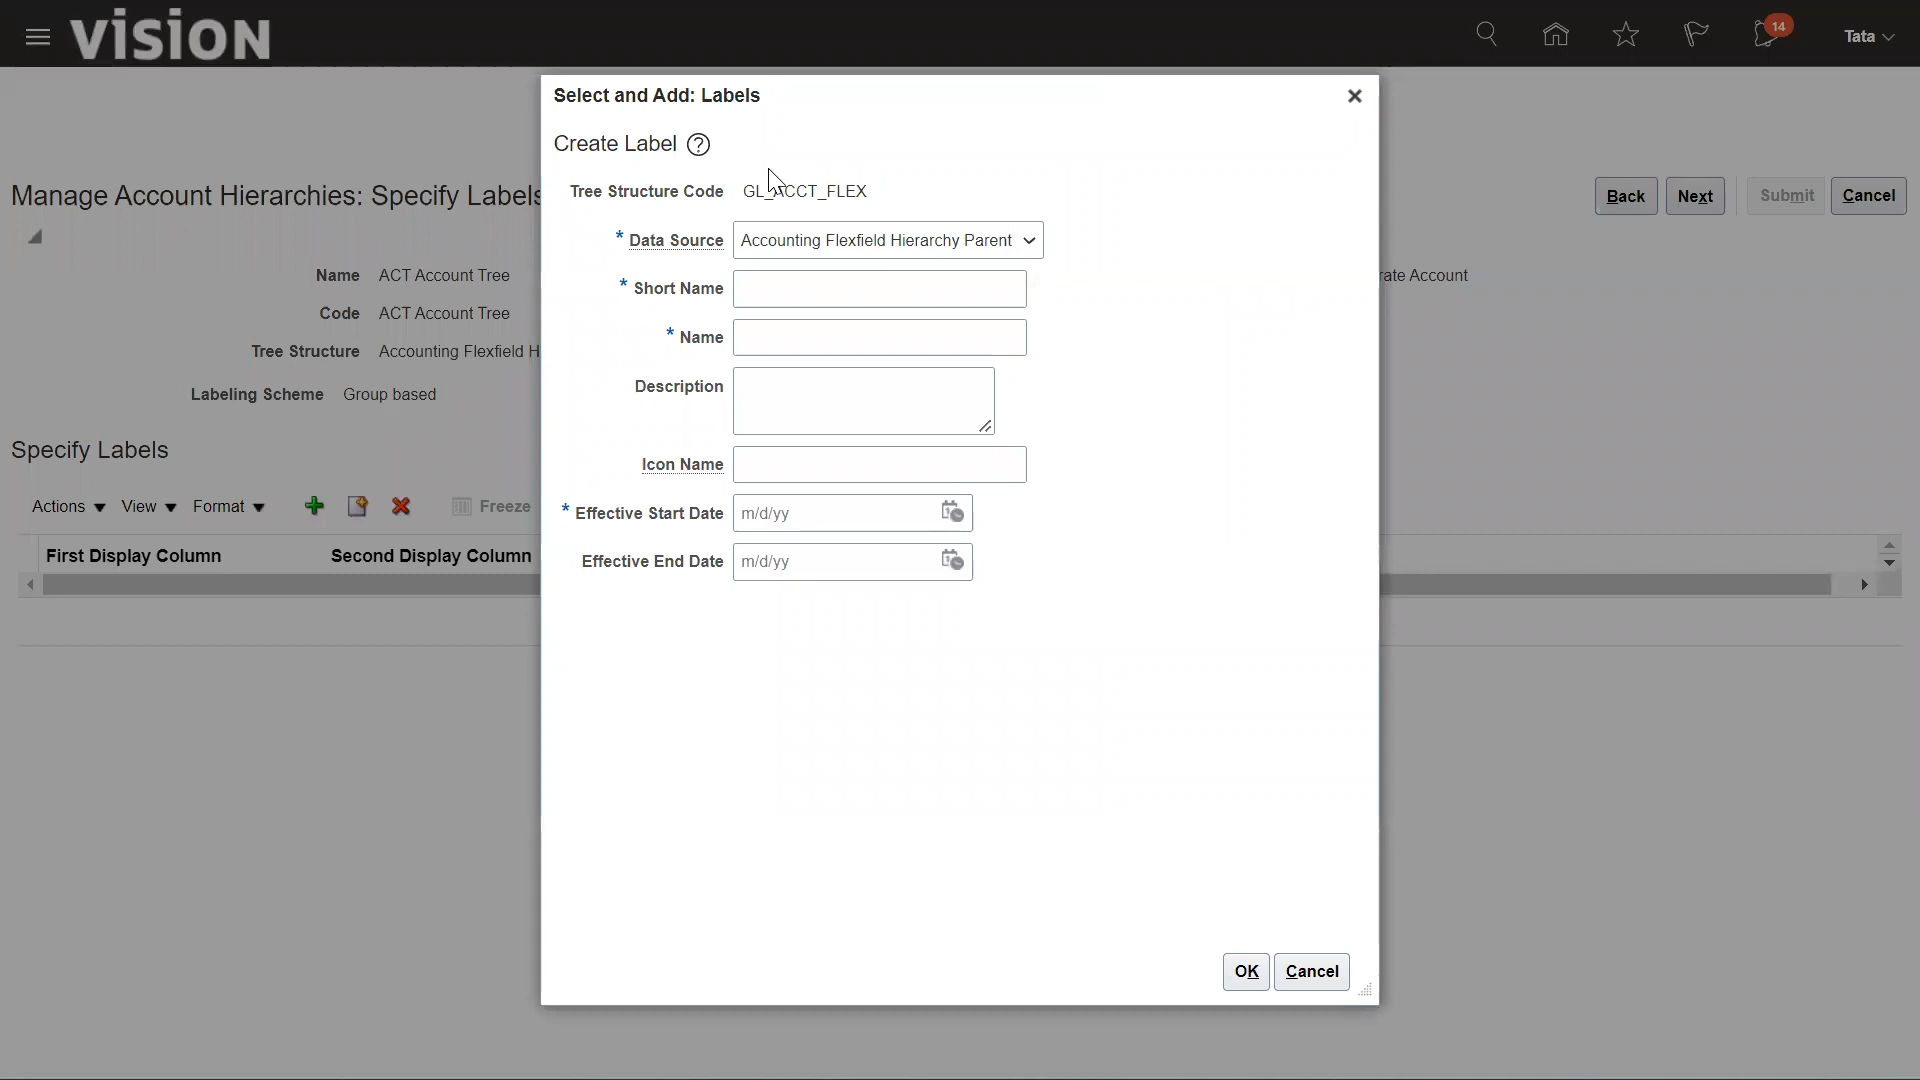 vision
14
Tata
Select and Add: Labels
Create Label ?
Tree Structure Code GL_ACCT_FLEX
* Data Source Accounting Flexfield Hierarchy Parent
* Short Name
* Name
Description
Icon Name
* Effective Start Date m/d/yy
Effective End Date m/d/yy
OK Cancel
Manage Account Hierarchies: Specify Labels
Back Next Submit Cancel
Name ACT Account Tree
rate Account
Code ACT Account Tree
Tree Structure Accounting Flexfield H
Labeling Scheme Group based
Specify Labels
Actions View Format Freeze
First Display Column Second Display Column